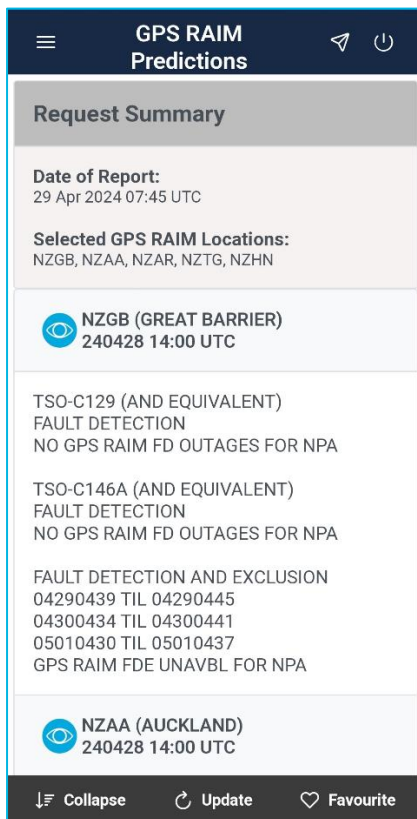 GPS RAIM
Predictions
Request Summary
Date of Report:
29 Apr 2024 07:45 UTC
Selected GPS RAIM Locations:
NZGB, NZAA, NZAR, NZTG, NZHN
NZGB (GREAT BARRIER)
240428 14:00 UTC
TSO-C129 (AND EQUIVALENT)
FAULT DETECTION
NO GPS RAIM FD OUTAGES FOR NPA
TSO-C146A (AND EQUIVALENT)
FAULT DETECTION
NO GPS RAIM FD OUTAGES FOR NPA
FAULT DETECTION AND EXCLUSION
04290439 TIL 04290445
04300434 TIL 04300441
05010430 TIL 05010437
GPS RAIM FDE UNAVBL FOR NPA
NZAA (AUCKLAND)
240428 14:00 UTC
Collapse Update Favourite